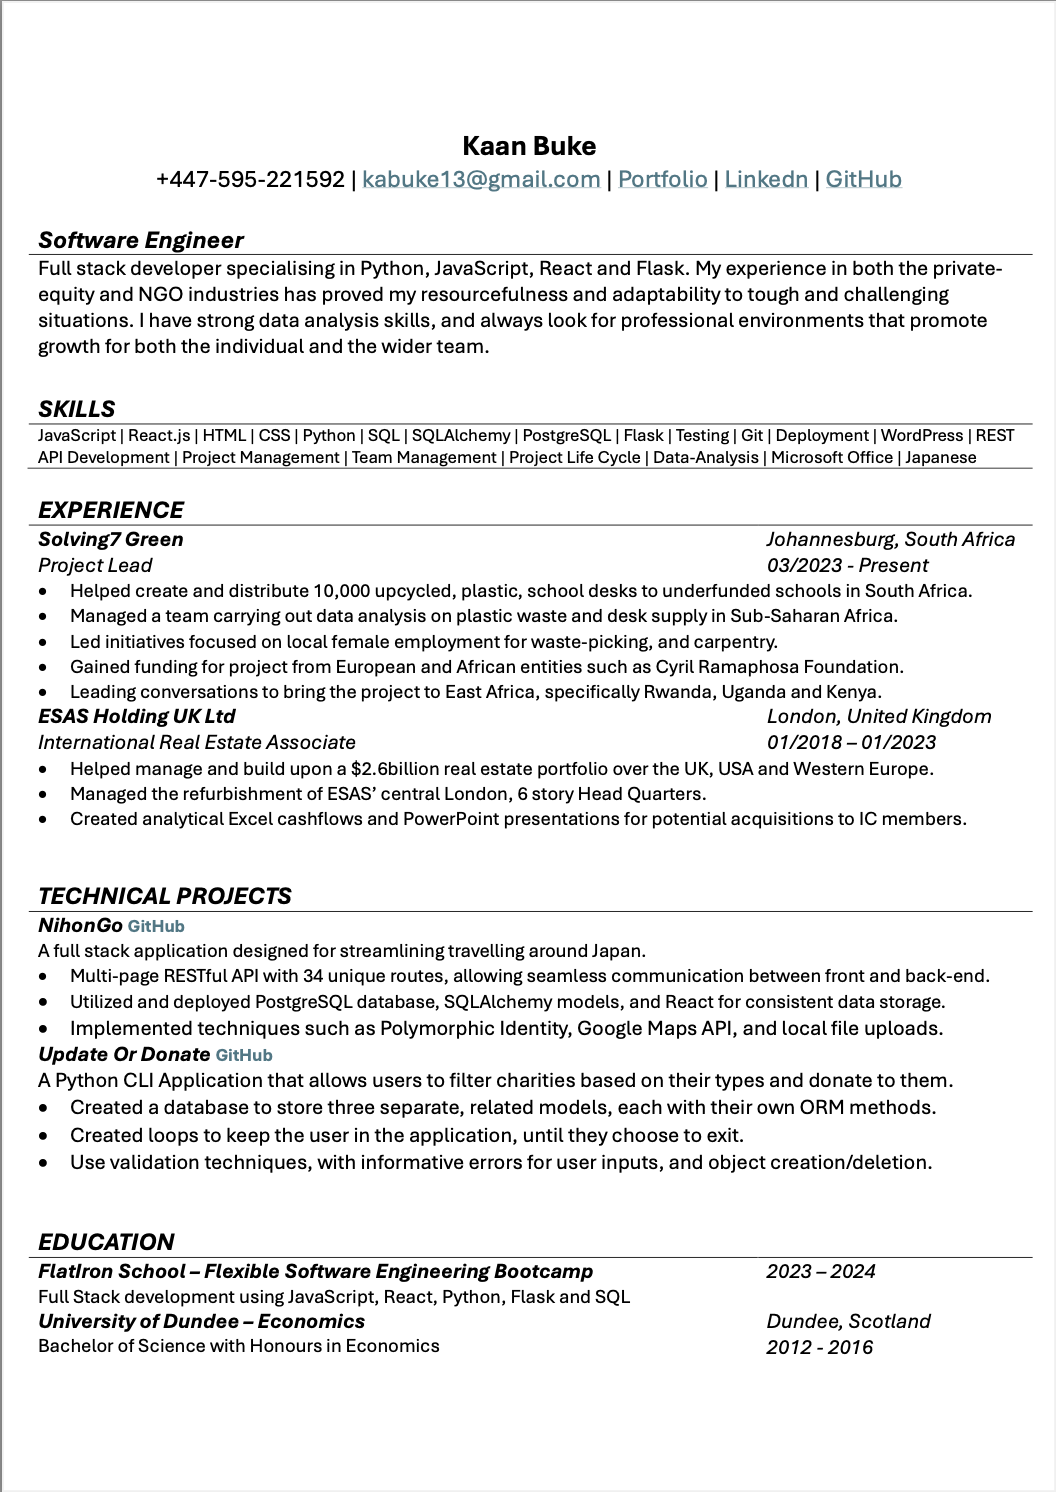 Kaan Buke
+447-595-221592 | kabuke13@gmail.com | Portfolio | Linkedn | GitHub
Software Engineer
Full stack developer specialising in Python, JavaScript, React and Flask. My experience in both the private-
equity and NGO industries has proved my resourcefulness and adaptability to tough and challenging
situations. I have strong data analysis skills, and always look for professional environments that promote
growth for both the individual and the wider team.
SKILLS
JavaScript | React.js | HTML | CSS | Python | SQL | SQLAlchemy | PostgreSQL | Flask | Testing | Git | Deployment | WordPress | REST
API Development | Project Management | Team Management | Project Life Cycle | Data-Analysis | Microsoft Office | Japanese
EXPERIENCE
Solving7 Green Johannesburg, South Africa
Project Lead 03/2023 - Present
• Helped create and distribute 10,000 upcycled, plastic, school desks to underfunded schools in South Africa.
• Managed a team carrying out data analysis on plastic waste and desk supply in Sub-Saharan Africa.
• Led initiatives focused on local female employment for waste-picking, and carpentry.
• Gained funding for project from European and African entities such as Cyril Ramaphosa Foundation.
• Leading conversations to bring the project to East Africa, specifically Rwanda, Uganda and Kenya.
ESAS Holding UK Ltd London, United Kingdom
International Real Estate Associate 01/2018 – 01/2023
• Helped manage and build upon a $2.6billion real estate portfolio over the UK, USA and Western Europe.
• Managed the refurbishment of ESAS’ central London, 6 story Head Quarters.
• Created analytical Excel cashflows and PowerPoint presentations for potential acquisitions to IC members.
TECHNICAL PROJECTS
NihonGo GitHub
A full stack application designed for streamlining travelling around Japan.
• Multi-page RESTful API with 34 unique routes, allowing seamless communication between front and back-end.
• Utilized and deployed PostgreSQL database, SQLAlchemy models, and React for consistent data storage.
• Implemented techniques such as Polymorphic Identity, Google Maps API, and local file uploads.
Update Or Donate GitHub
A Python CLI Application that allows users to filter charities based on their types and donate to them.
• Created a database to store three separate, related models, each with their own ORM methods.
• Created loops to keep the user in the application, until they choose to exit.
• Use validation techniques, with informative errors for user inputs, and object creation/deletion.
EDUCATION
FlatIron School – Flexible Software Engineering Bootcamp 2023 – 2024
Full Stack development using JavaScript, React, Python, Flask and SQL
University of Dundee – Economics Dundee, Scotland
Bachelor of Science with Honours in Economics 2012 - 2016